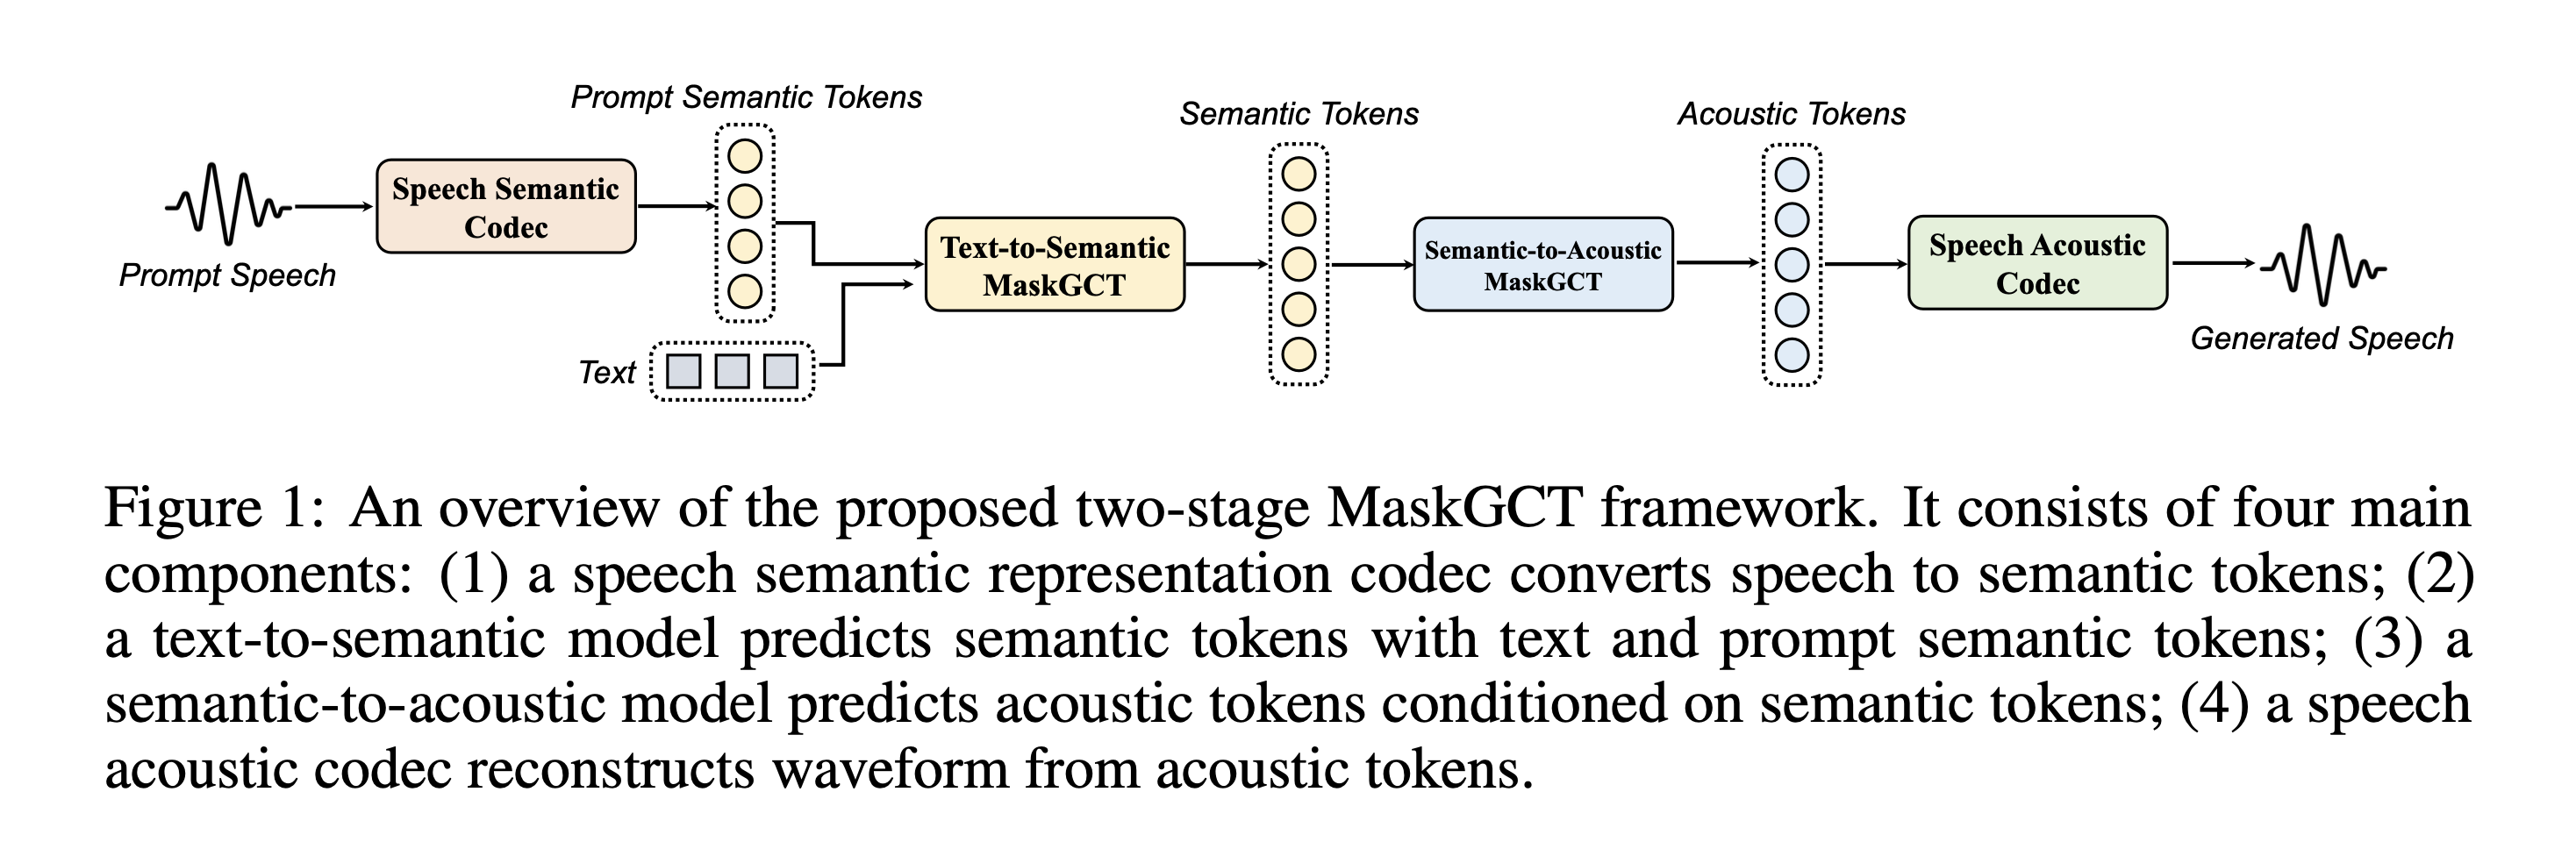 Prompt Semantic Tokens
Semantic Tokens
Acoustic Tokens
Speech Semantic
Codec
Prompt Speech
Text
Text-to-Semantic
MaskGCT
Semantic-to-Acoustic
MaskGCT
Speech Acoustic
Codec
Generated Speech
Figure 1: An overview of the proposed two-stage MaskGCT framework. It consists of four main
components: (1) a speech semantic representation codec converts speech to semantic tokens; (2)
a text-to-semantic model predicts semantic tokens with text and prompt semantic tokens; (3) a
semantic-to-acoustic model predicts acoustic tokens conditioned on semantic tokens; (4) a speech
acoustic codec reconstructs waveform from acoustic tokens.